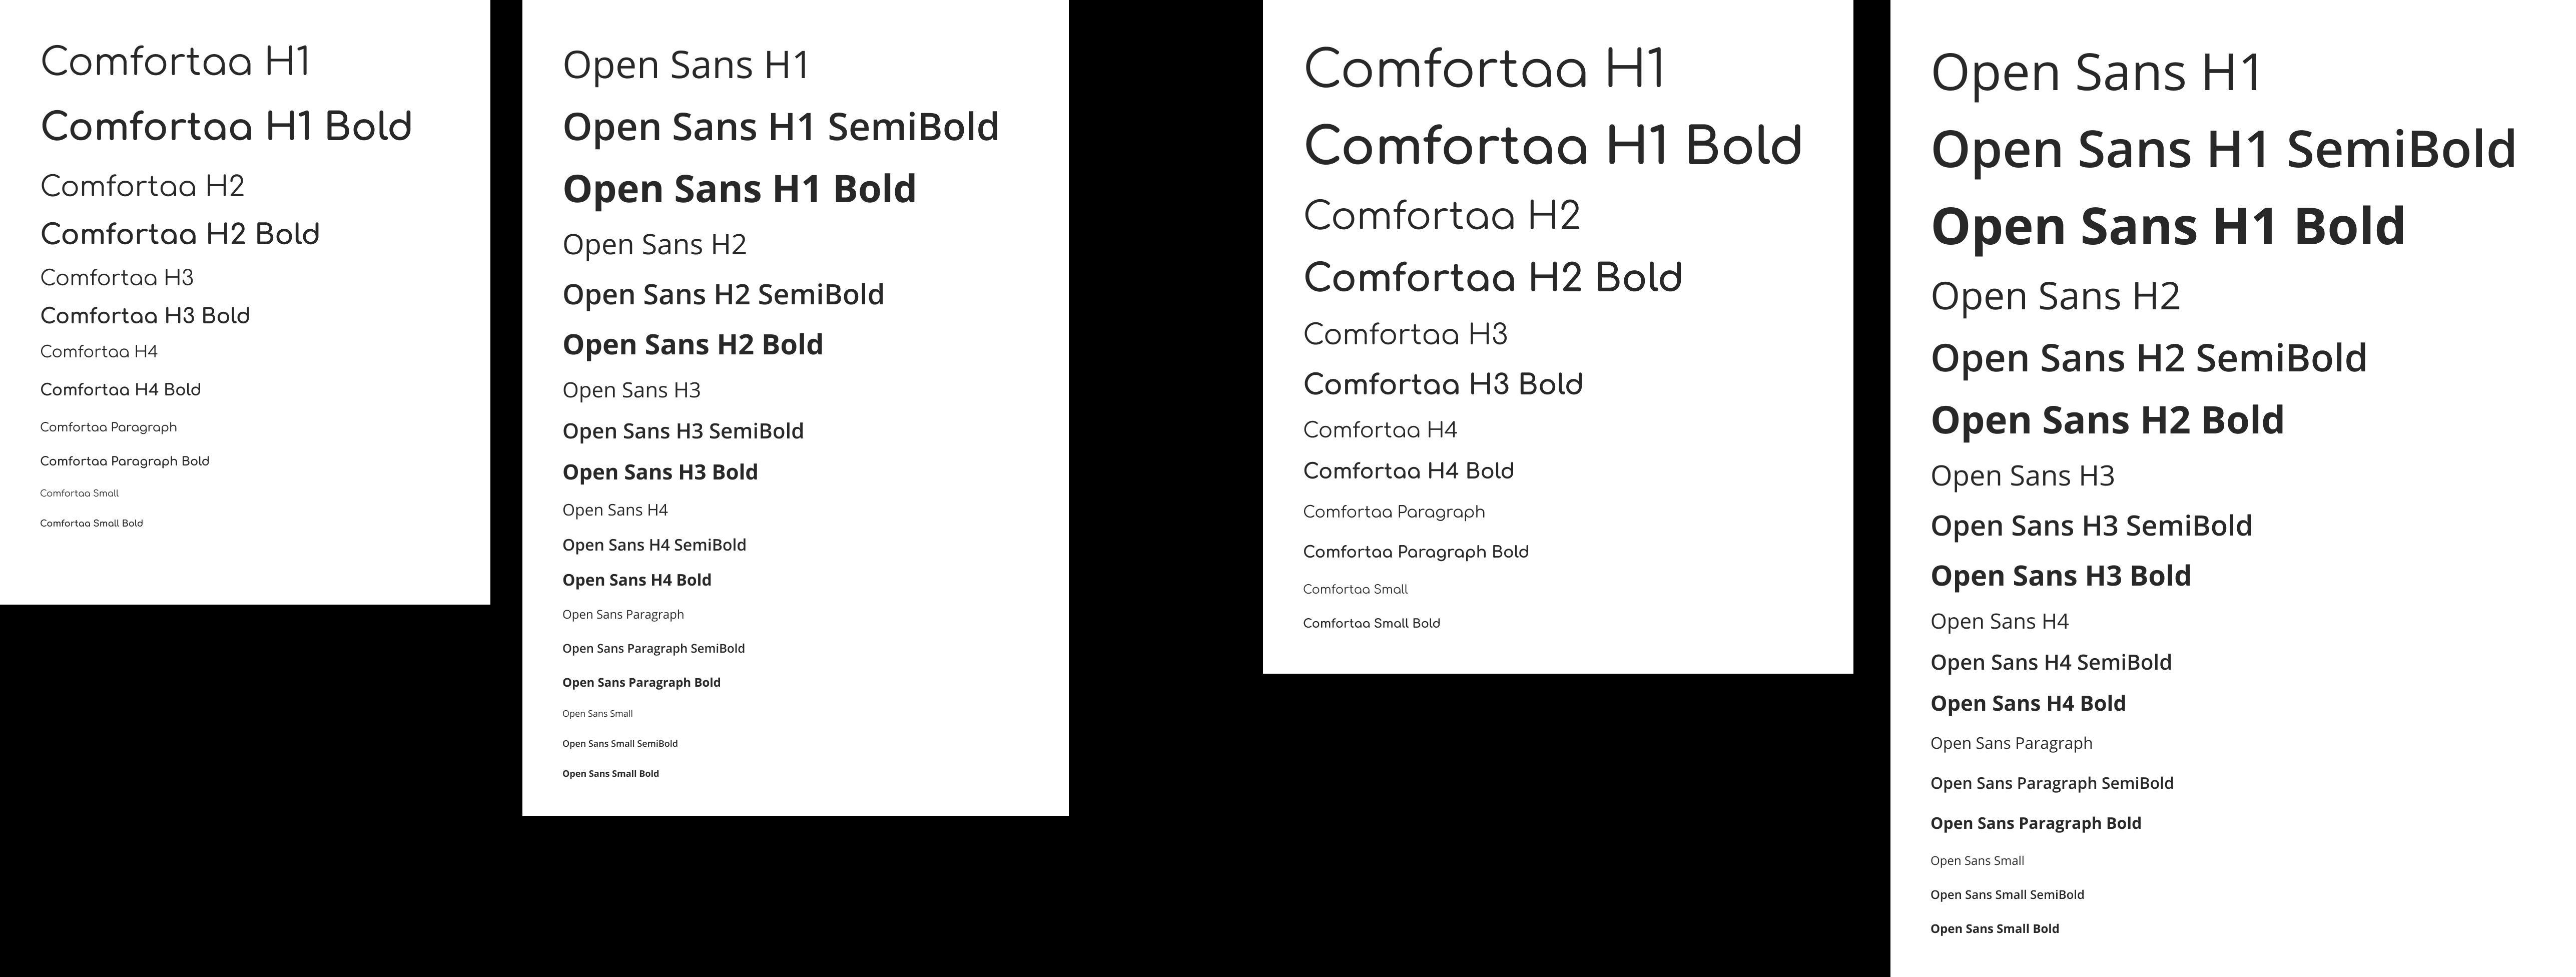 Comfortaa H1
Comfortaa H1 Bold
Comfortaa H2
Comfortaa H2 Bold
Comfortaa H3
Comfortaa H3 Bold
Comfortaa H4
Comfortaa H4 Bold
Comfortaa Paragraph
Comfortaa Paragraph Bold
Comfortaa Small
Comfortaa Small Bold
Open Sans H1
Open Sans H1 SemiBold
Open Sans H1 Bold
Open Sans H2
Open Sans H2 SemiBold
Open Sans H2 Bold
Open Sans H3
Open Sans H3 SemiBold
Open Sans H3 Bold
Open Sans H4
Open Sans H4 SemiBold
Open Sans H4 Bold
Open Sans Paragraph
Open Sans Paragraph SemiBold
Open Sans Paragraph Bold
Open Sans Small
Open Sans Small SemiBold
Open Sans Small Bold
Comfortaa H1
Comfortaa H1 Bold
Comfortaa H2
Comfortaa H2 Bold
Comfortaa H3
Comfortaa H3 Bold
Comfortaa H4
Comfortaa H4 Bold
Comfortaa Paragraph
Comfortaa Paragraph Bold
Comfortaa Small
Comfortaa Small Bold
Open Sans H1
Open Sans H1 SemiBold
Open Sans H1 Bold
Open Sans H2
Open Sans H2 SemiBold
Open Sans H2 Bold
Open Sans H3
Open Sans H3 SemiBold
Open Sans H3 Bold
Open Sans H4
Open Sans H4 SemiBold
Open Sans H4 Bold
Open Sans Paragraph
Open Sans Paragraph SemiBold
Open Sans Paragraph Bold
Open Sans Small
Open Sans Small SemiBold
Open Sans Small Bold